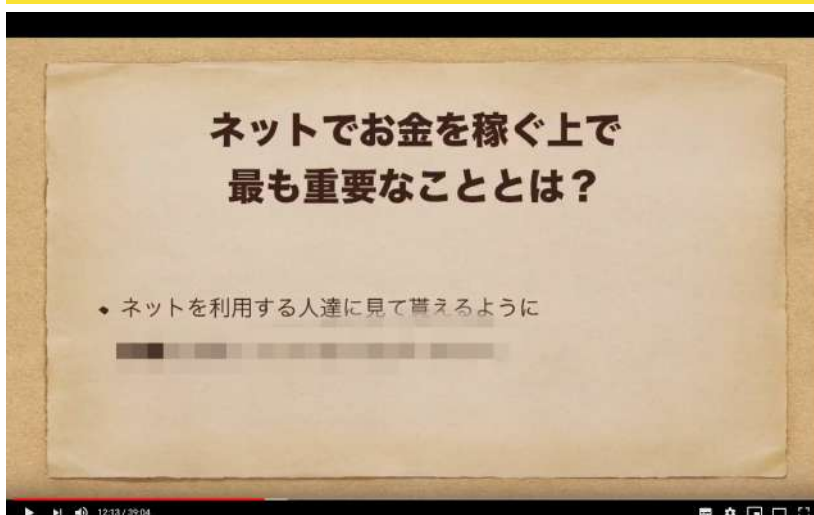 ネットでお金を稼ぐ上で
最も重要なこととは？
◆ ネットを利用する人達に見て貰えるように
12:13 / 39:04